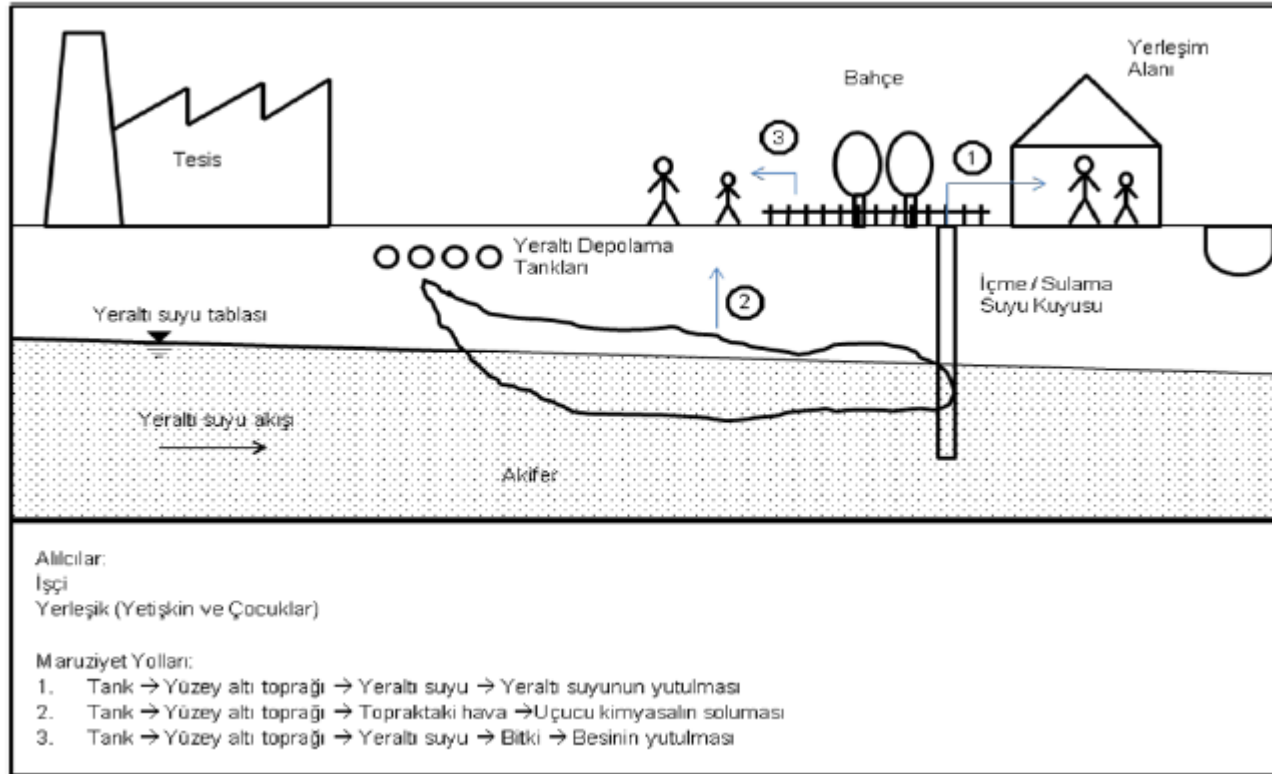 Yerleşim
Alanı
Bahçe
Tesis
3
1
Yeraltı Depolama
Tankları
2
İçme / Sulama
Suyu Kuyusu
Yeraltı suyu tablası
Yeraltı suyu akışı
Akifer
Alılcılar:
İşçi
Yerleşik (Yetişkin ve Çocuklar)
Maruziyet Yolları:
1. Tank → Yüzey altı toprağı → Yeraltı suyu → Yeraltı suyunun yutulması
2. Tank → Yüzey altı toprağı → Topraktaki hava →Uçucu kimyasalın soluması
3. Tank → Yüzey altı toprağı → Yeraltı suyu → Bitki → Besinin yutulması